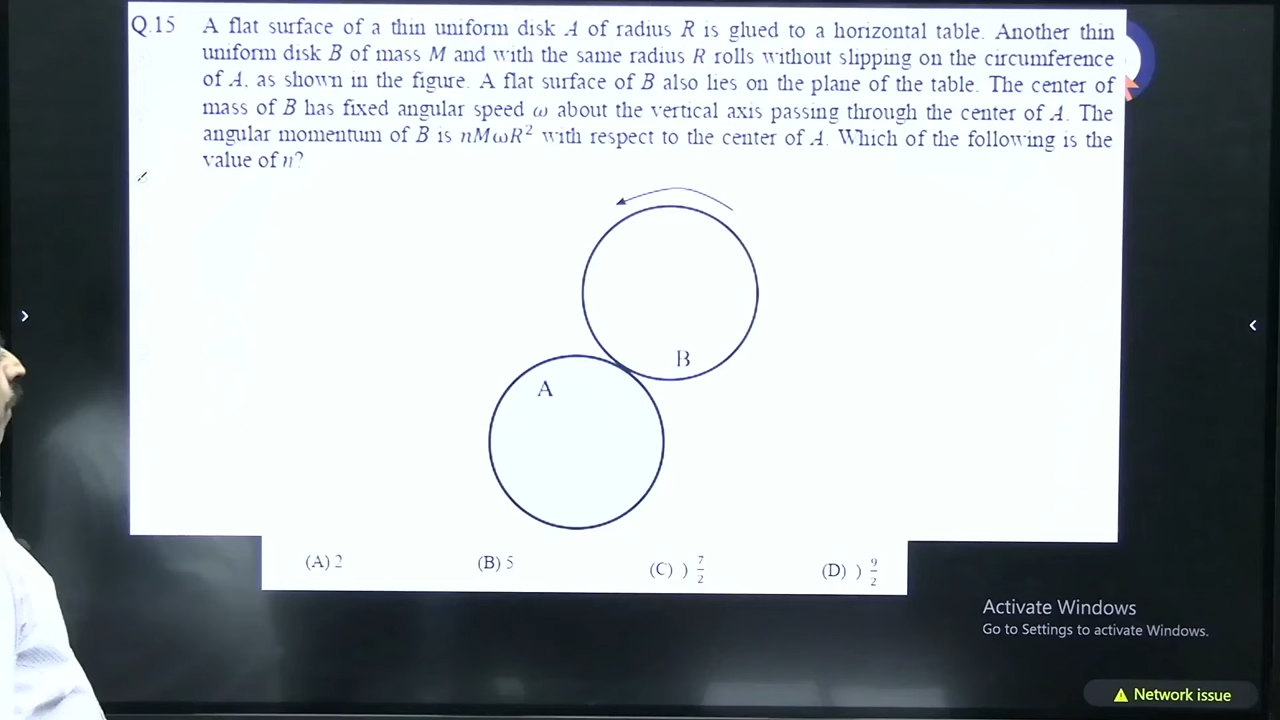 Q.15 A flat surface of a thin uniform disk A of radius R is glued to a horizontal table. Another thin
uniform disk B of mass M and with the same radius R rolls without slipping on the circumference
of A, as shown in the figure. A flat surface of B also lies on the plane of the table. The center of
mass of B has fixed angular speed ω about the vertical axis passing through the center of A. The
angular momentum of B is nMωR² with respect to the center of A. Which of the following is the
value of n?
B
A
(A) 2 (B) 5 (C) ) 7/2 (D) ) 9/2
Activate Windows
Go to Settings to activate Windows.
Network issue